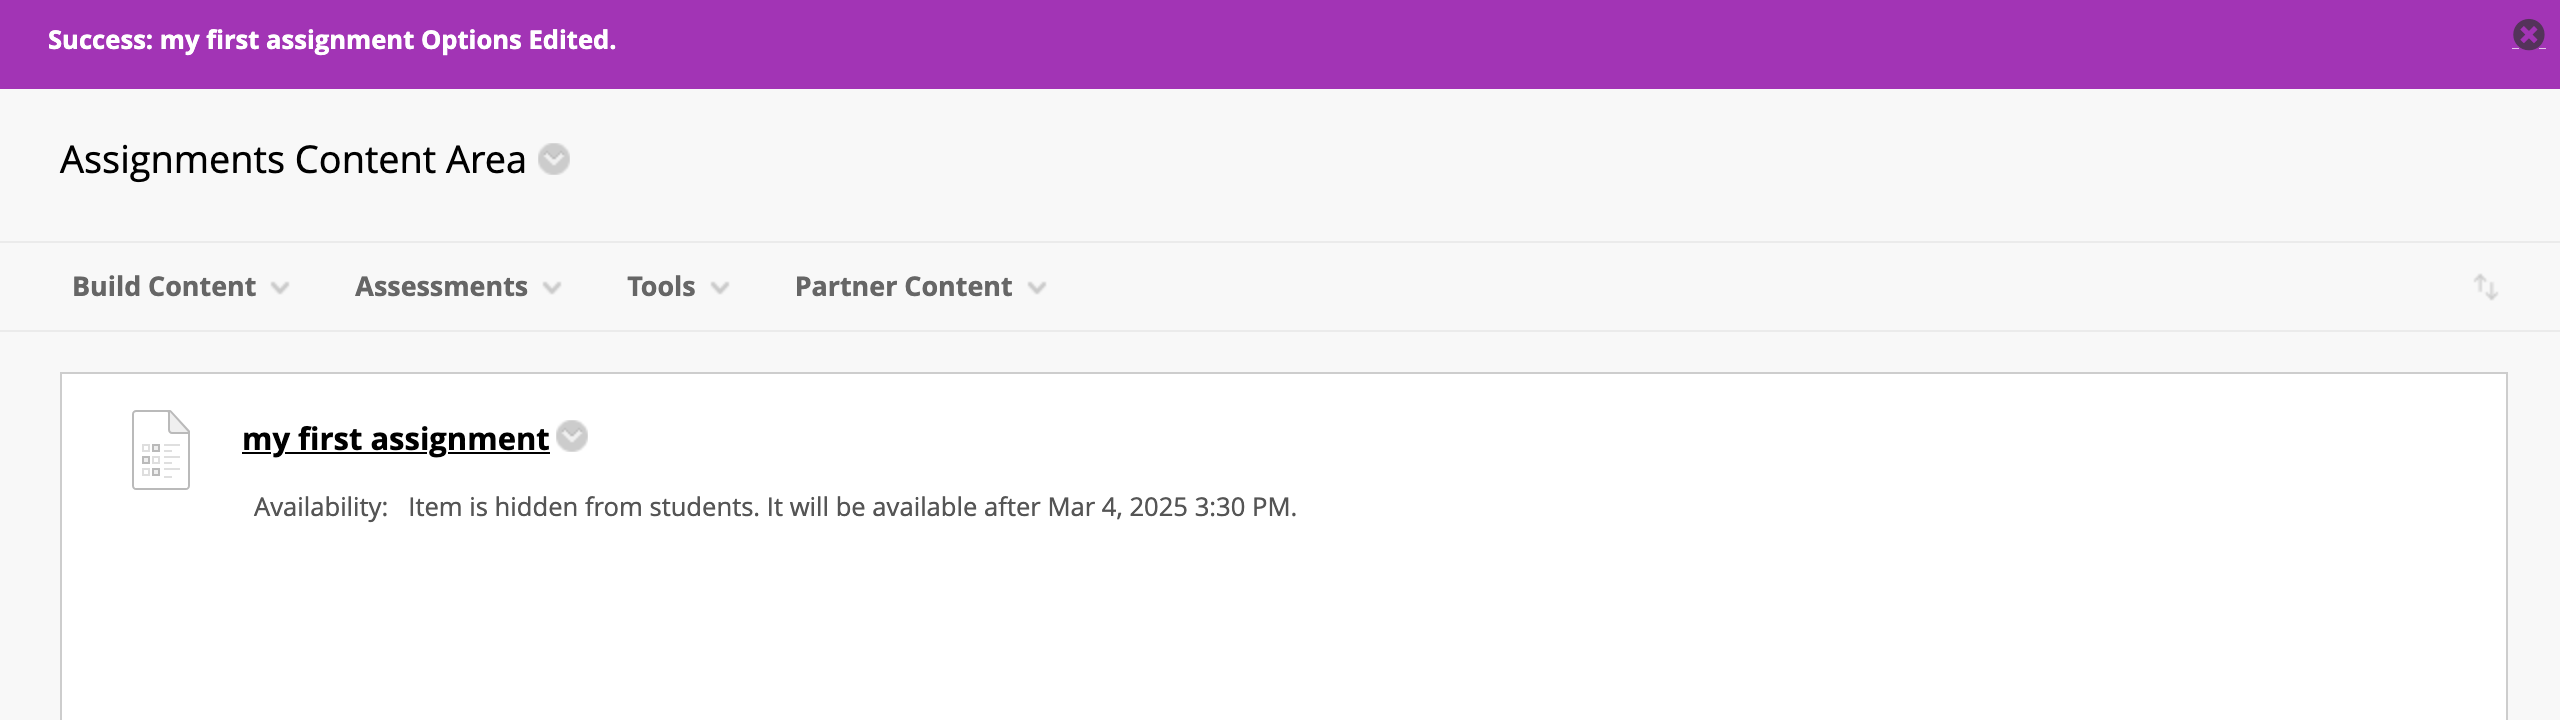 Success: my first assignment Options Edited.
Assignments Content Area
Build Content Assessments Tools Partner Content
my first assignment
Availability: Item is hidden from students. It will be available after Mar 4, 2025 3:30 PM.